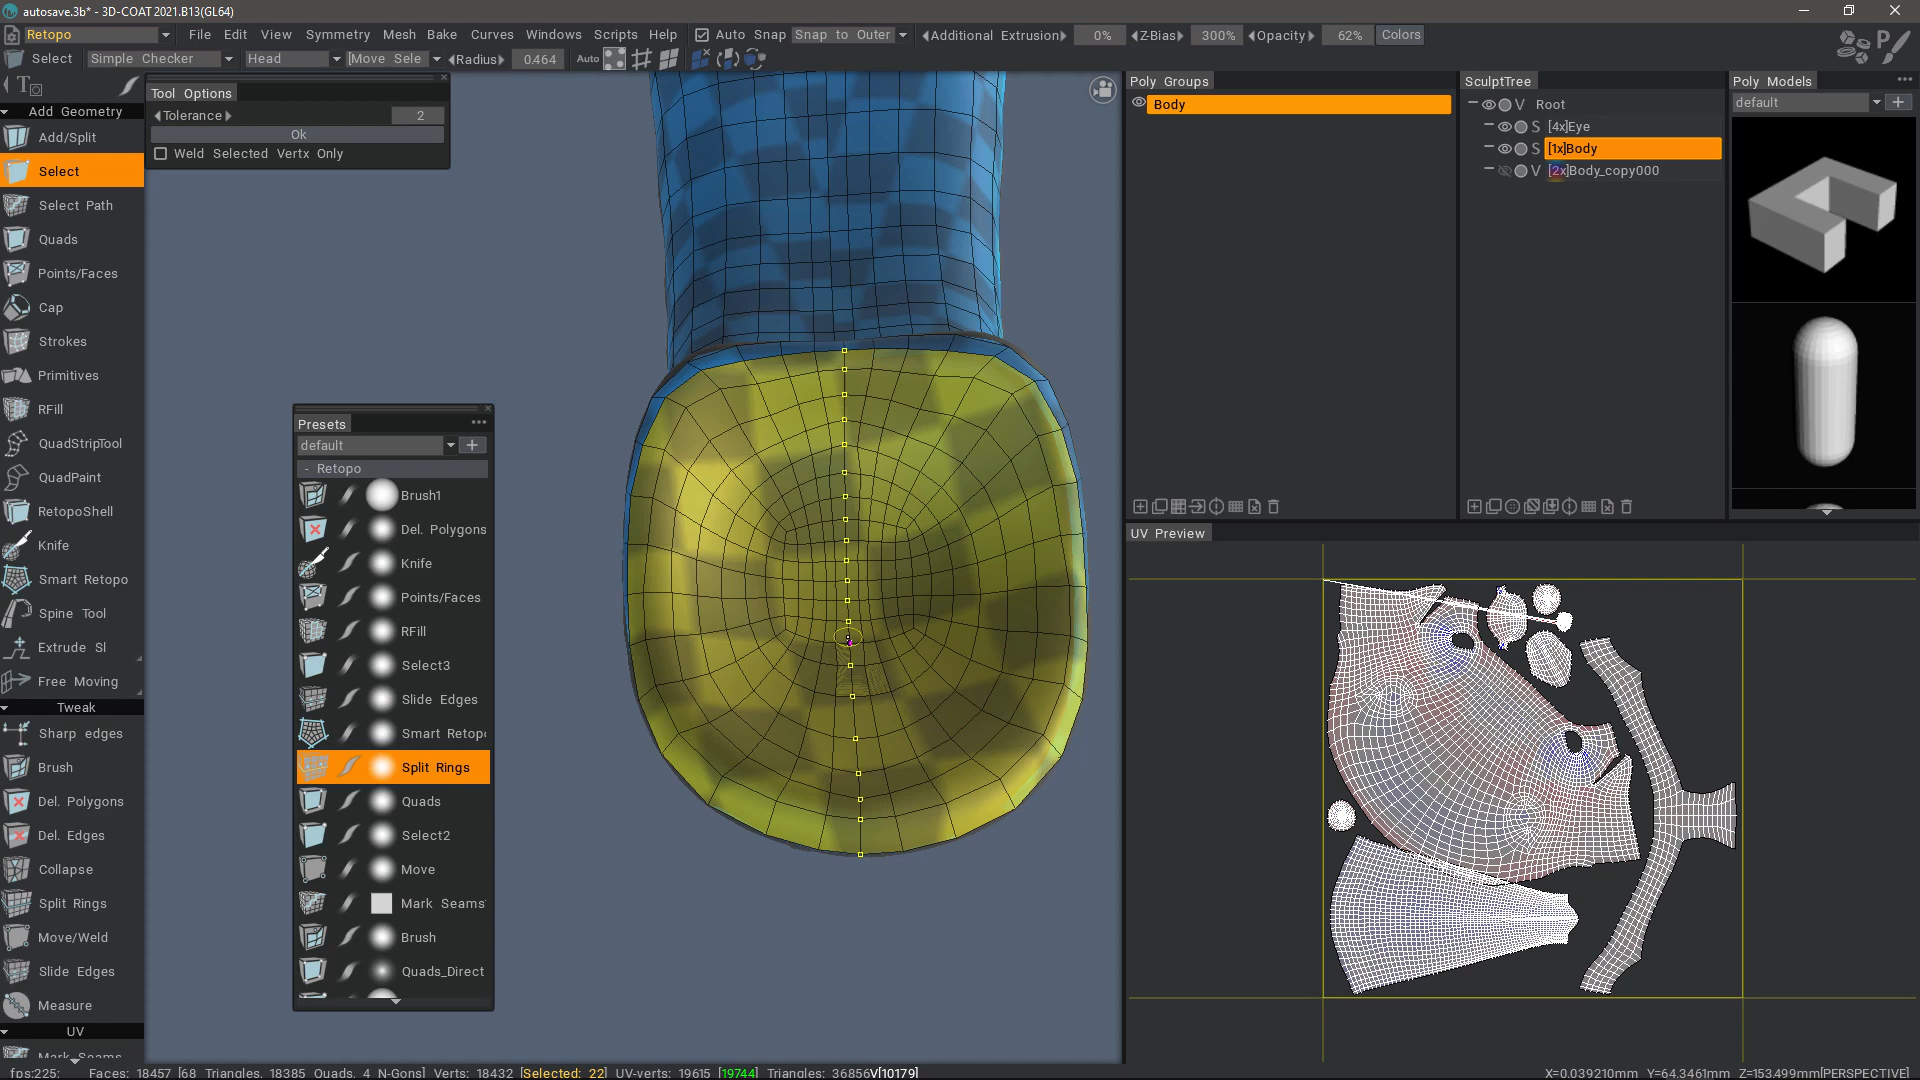 autosave.3b* - 3D-COAT 2021.B13(GL64)
Retopo File Edit View Symmetry Mesh Bake Curves Windows Scripts Help Auto Snap Snap to Outer Additional Extrusion 0% Z-Bias 300% Opacity 62% Colors
Select Simple Checker Head [Move Sele Radius 0.464 Auto
Tool Options
Tolerance 2
Ok
Weld Selected Vertx Only
Add Geometry
Add/Split
Select
Select Path
Quads
Points/Faces
Cap
Strokes
Primitives
RFill
QuadStripTool
QuadPaint
RetopoShell
Knife
Smart Retopo
Spine Tool
Extrude Sl
Free Moving
Tweak
Sharp edges
Brush
Del. Polygons
Del. Edges
Collapse
Split Rings
Move/Weld
Slide Edges
Measure
UV
Mark Seams
Presets
default
- Retopo
Brush1
Del. Polygons
Knife
Points/Faces
RFill
Select3
Slide Edges
Smart Retop
Split Rings
Quads
Select2
Move
Mark Seams
Brush
Quads_Direct
Poly Groups
Body
SculptTree
V Root
S [4x]Eye
S [1x]Body
V [2x]Body_copy000
Poly Models
default
UV Preview
fps:225; Faces: 18457 [68 Triangles, 18385 Quads, 4 N-Gons] Verts: 18432 [Selected: 22] UV-verts: 19615 [19744] Triangles: 36856V[10179] X=0.039210mm Y=64.3461mm Z=153.499mm[PERSPECTIVE]